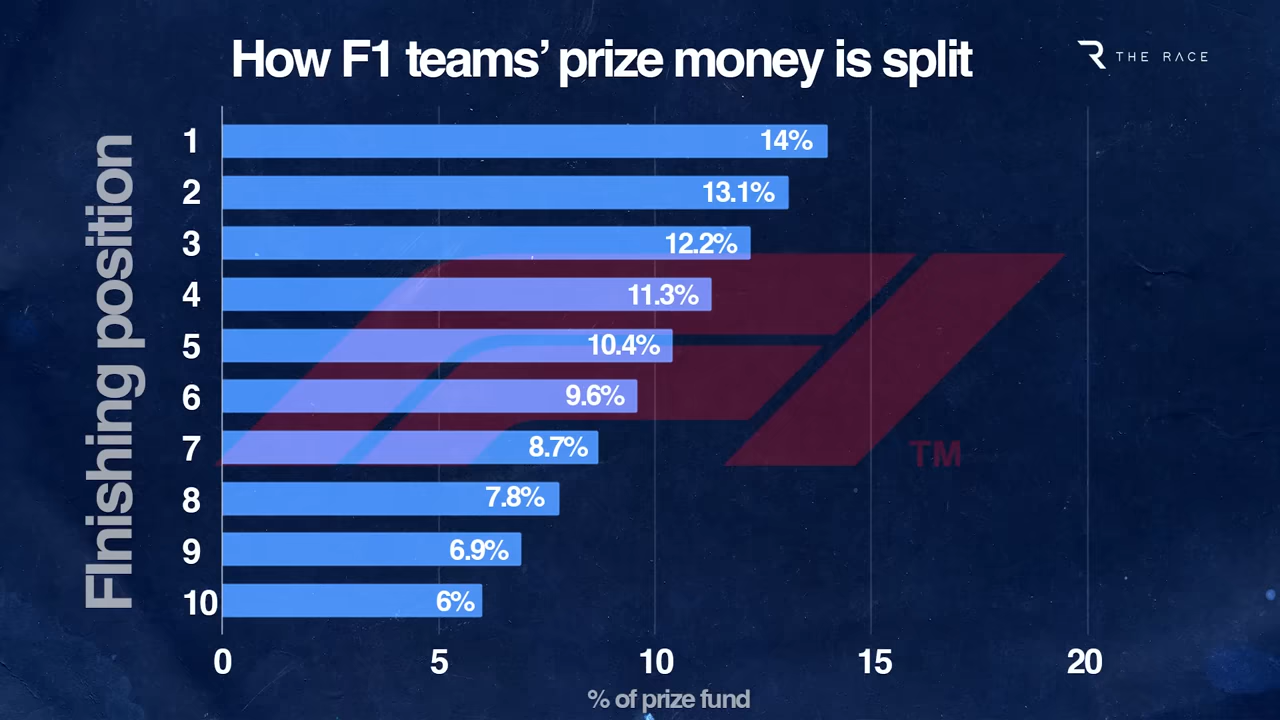 How F1 teams’ prize money is split
THE RACE
FInishing position
1 14%
2 13.1%
3 12.2%
4 11.3%
5 10.4%
6 9.6%
7 8.7%
8 7.8%
9 6.9%
10 6%
F1 TM
0 5 10 15 20
% of prize fund